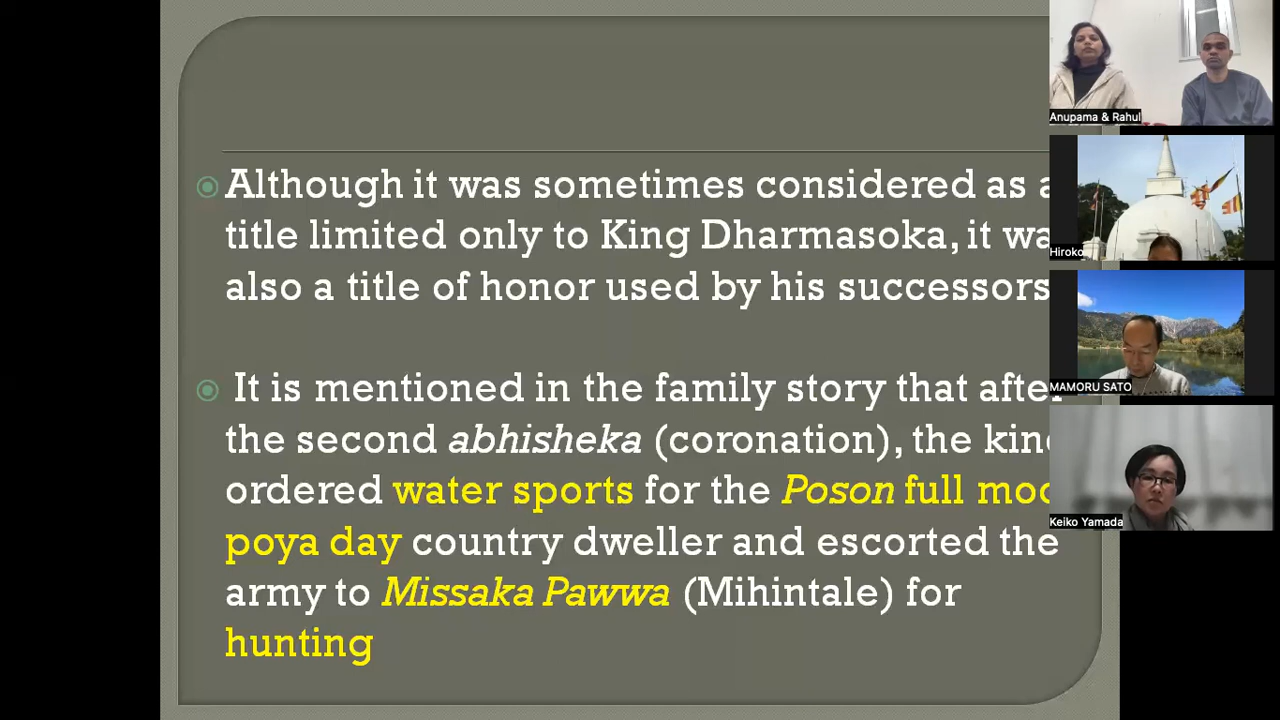 Although it was sometimes considered as a
title limited only to King Dharmasoka, it wa
also a title of honor used by his successors
It is mentioned in the family story that after
the second abhisheka (coronation), the kin
ordered water sports for the Poson full moo
poya day country dweller and escorted the
army to Missaka Pawwa (Mihintale) for
hunting
Anupama & Rahul
Hiroko
MAMORU SATO
Keiko Yamada